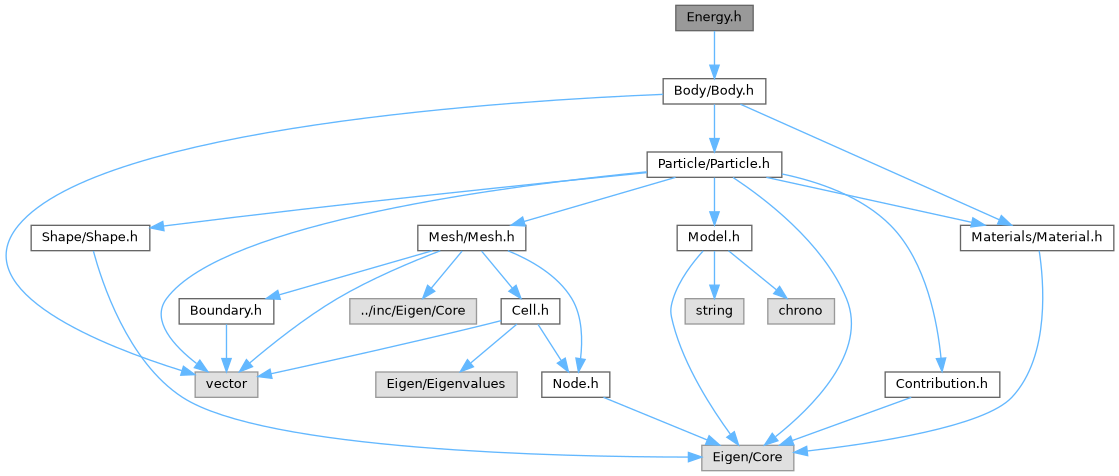 Energy.h
Body/Body.h
Particle/Particle.h
Shape/Shape.h
Mesh/Mesh.h
Model.h
Materials/Material.h
Boundary.h
../inc/Eigen/Core
Cell.h
string
chrono
vector
Eigen/Eigenvalues
Node.h
Contribution.h
Eigen/Core